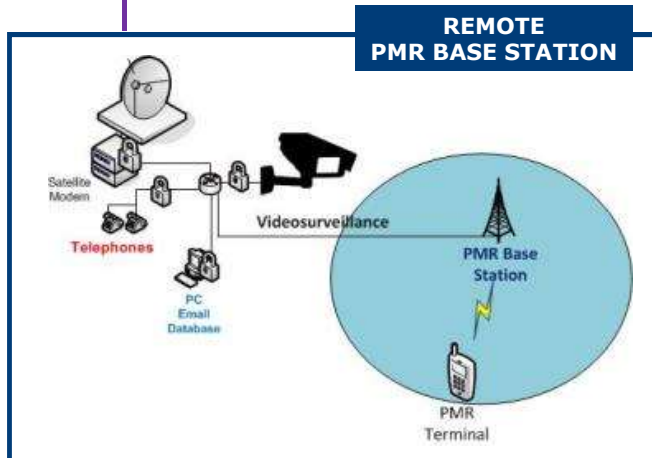 REMOTE
PMR BASE STATION
Satellite
Modem
Telephones
Videosurveillance
PC
Email
Database
PMR Base
Station
PMR
Terminal